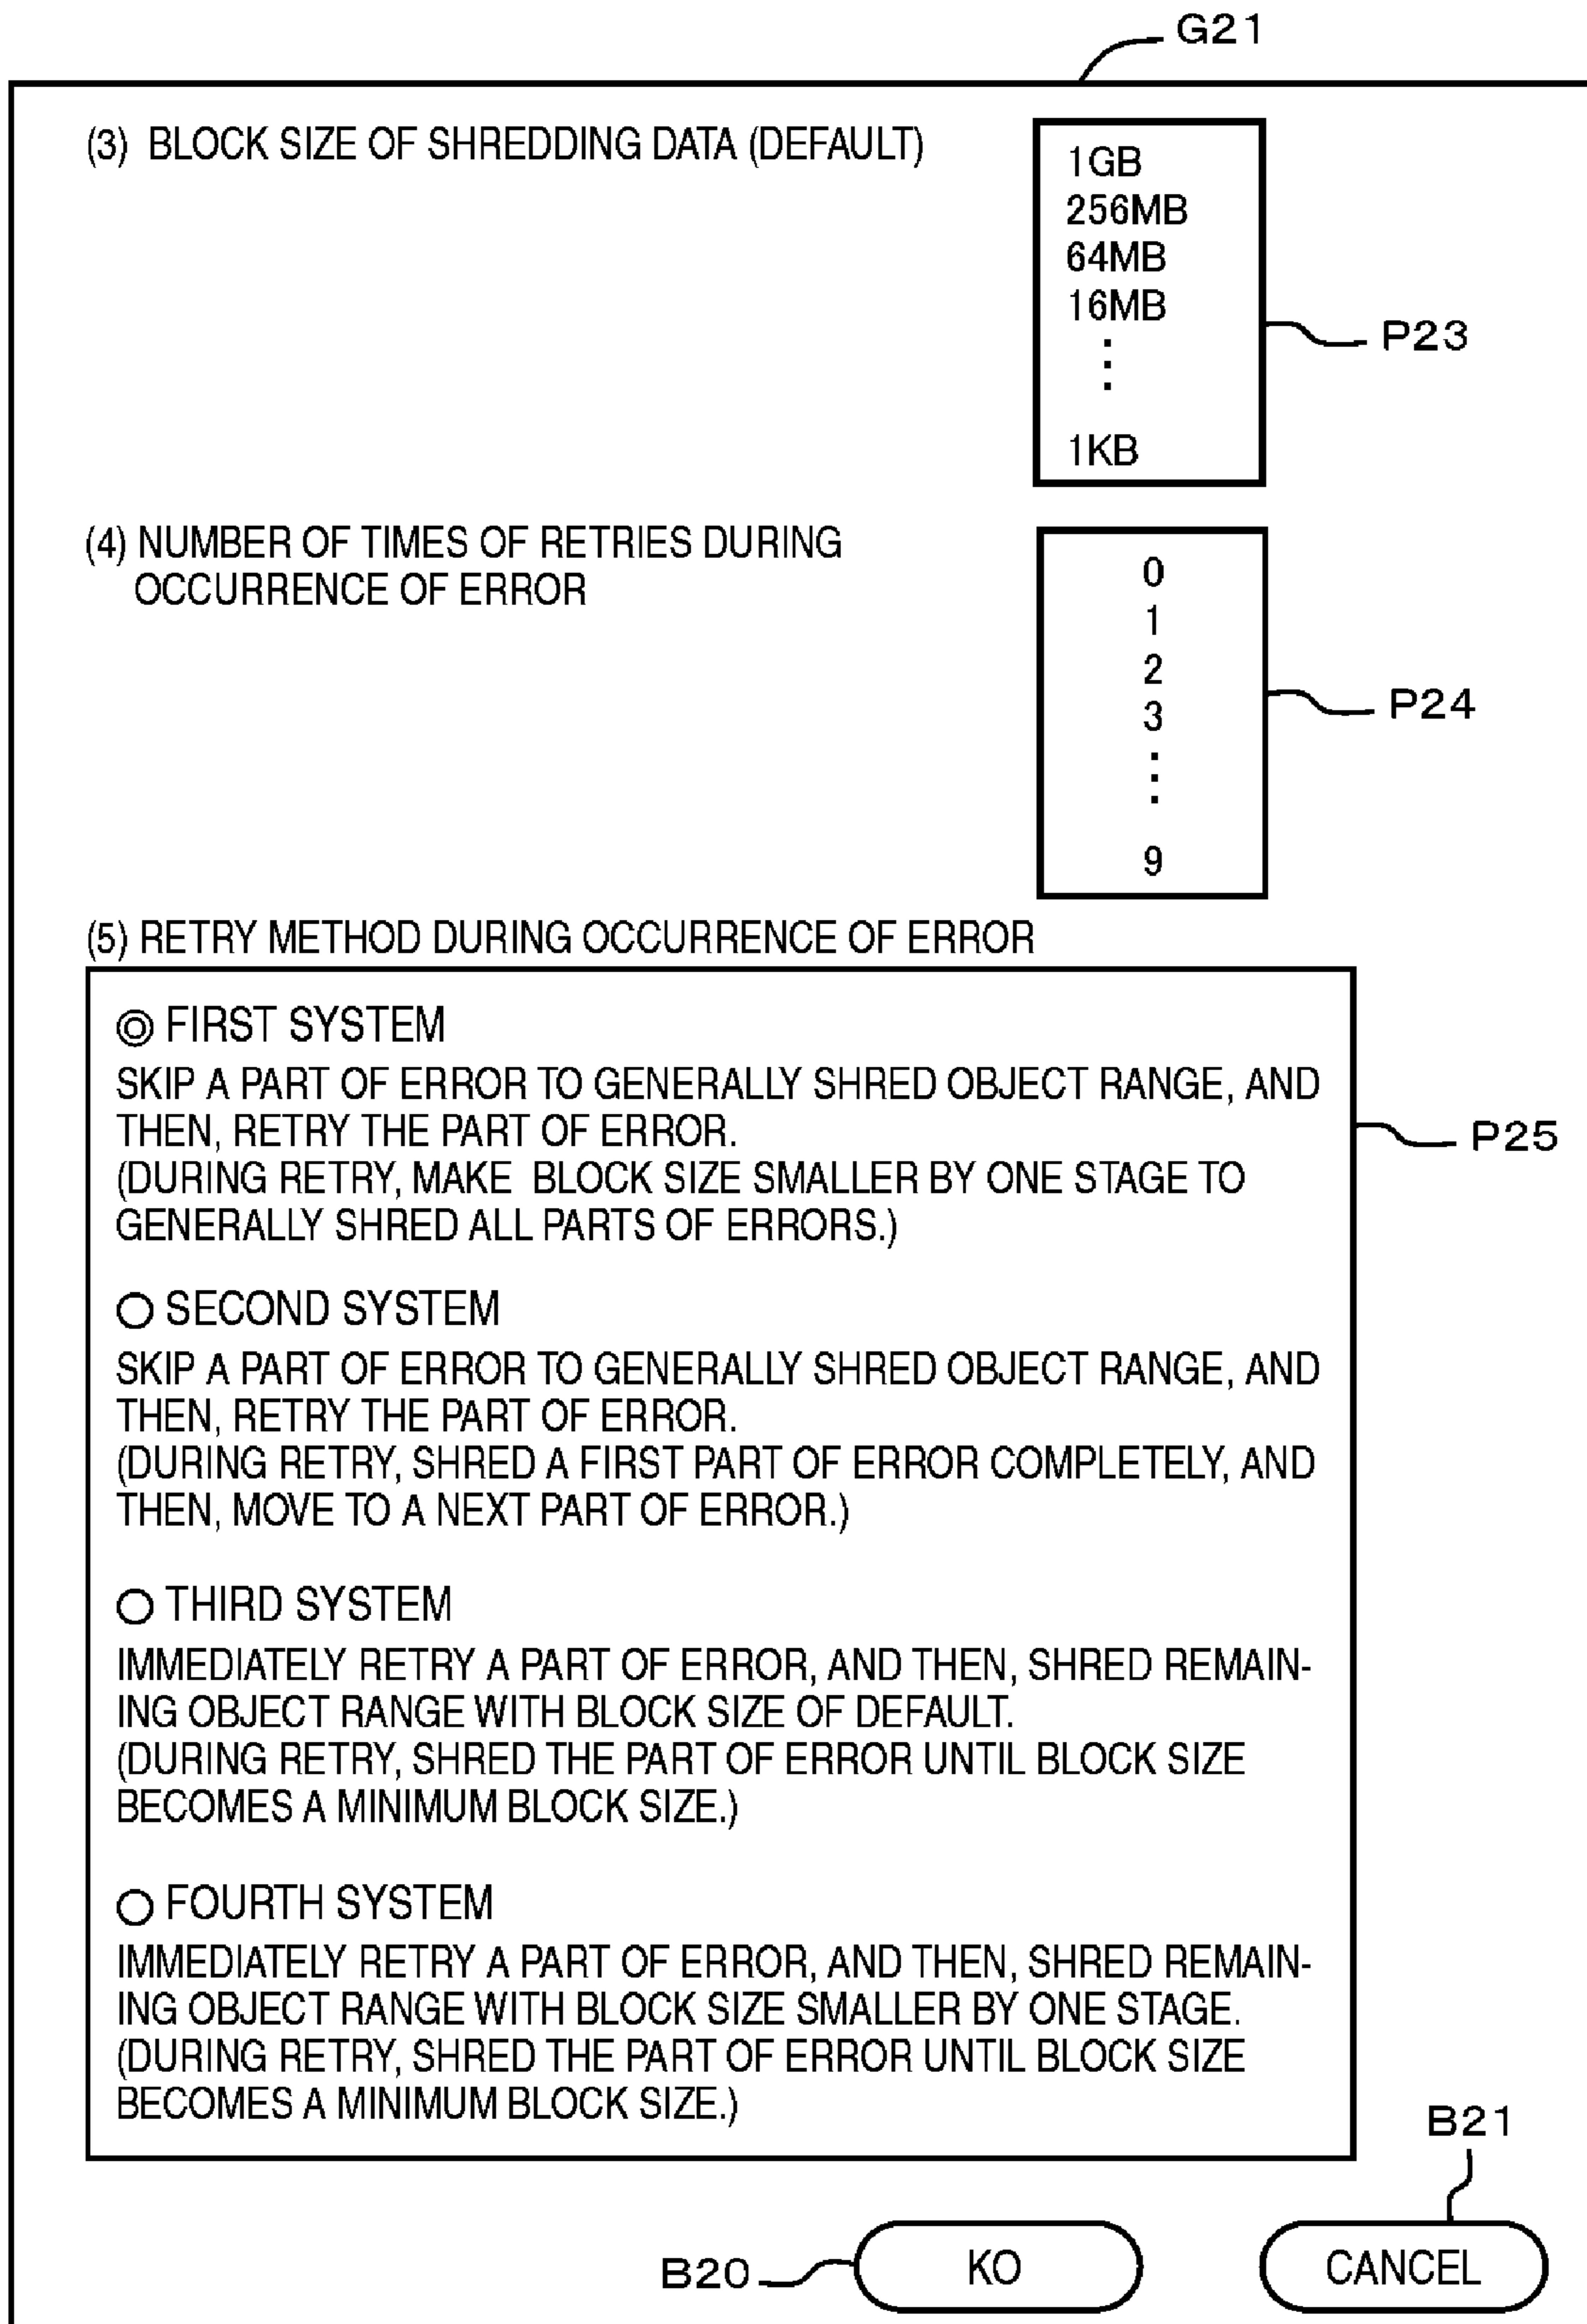 G21
(3) BLOCK SIZE OF SHREDDING DATA (DEFAULT)
1GB
256MB
64MB
16MB
1KB
P23
(4) NUMBER OF TIMES OF RETRIES DURING
OCCURRENCE OF ERROR
0
1
2
3
9
P24
(5) RETRY METHOD DURING OCCURRENCE OF ERROR
FIRST SYSTEM
SKIP A PART OF ERROR TO GENERALLY SHRED OBJECT RANGE, AND
THEN, RETRY THE PART OF ERROR.
(DURING RETRY, MAKE BLOCK SIZE SMALLER BY ONE STAGE TO
GENERALLY SHRED ALL PARTS OF ERRORS.)
P25
SECOND SYSTEM
SKIP A PART OF ERROR TO GENERALLY SHRED OBJECT RANGE, AND
THEN, RETRY THE PART OF ERROR.
(DURING RETRY, SHRED A FIRST PART OF ERROR COMPLETELY, AND
THEN, MOVE TO A NEXT PART OF ERROR.)
THIRD SYSTEM
IMMEDIATELY RETRY A PART OF ERROR, AND THEN, SHRED REMAIN-
ING OBJECT RANGE WITH BLOCK SIZE OF DEFAULT.
(DURING RETRY, SHRED THE PART OF ERROR UNTIL BLOCK SIZE
BECOMES A MINIMUM BLOCK SIZE.)
FOURTH SYSTEM
IMMEDIATELY RETRY A PART OF ERROR, AND THEN, SHRED REMAIN-
ING OBJECT RANGE WITH BLOCK SIZE SMALLER BY ONE STAGE.
(DURING RETRY, SHRED THE PART OF ERROR UNTIL BLOCK SIZE
BECOMES A MINIMUM BLOCK SIZE.)
B21
B20
KO
CANCEL